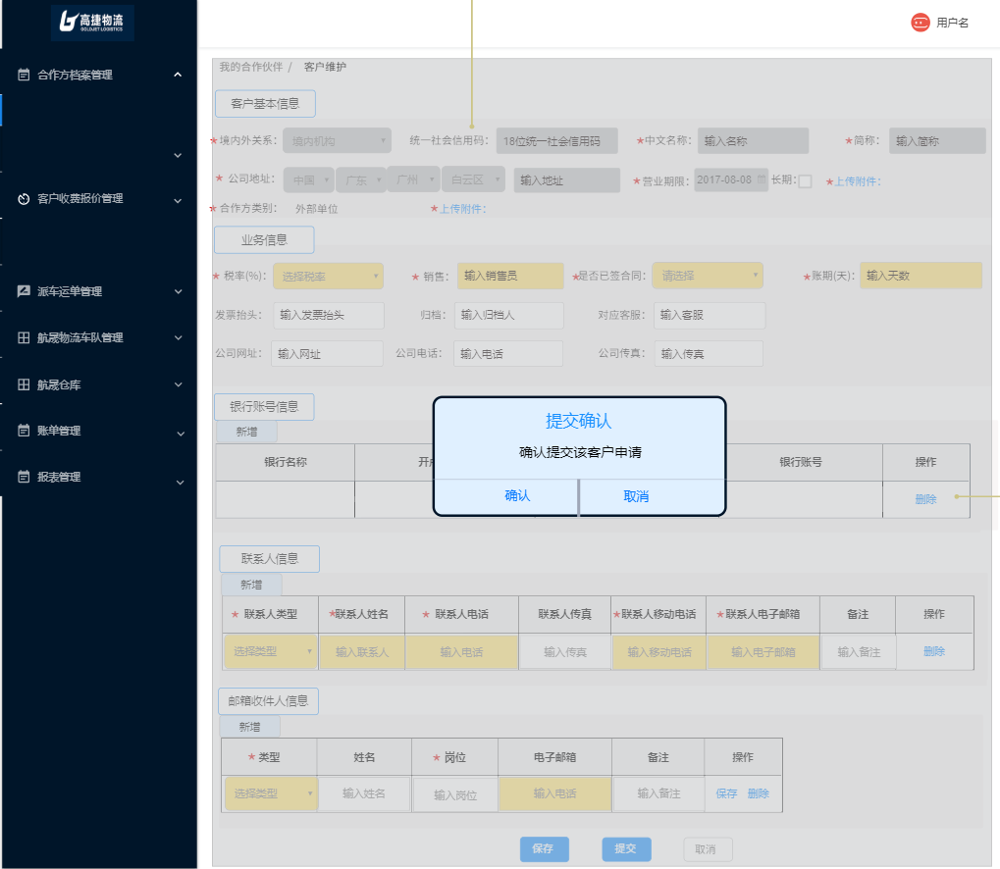 高捷物流
GOLDJET LOGISTICS
用户名
合作方档案管理
客户收费报价管理
派车运单管理
航晟物流车队管理
航晟仓库
账单管理
报表管理
我的合作伙伴 / 客户维护
客户基本信息
*境内外关系： 境内机构 统一社会信用码： 18位统一社会信用码 *中文名称： 输入名称 *简称： 输入简称
* 公司地址： 中国 广东 广州 白云区 输入地址 *营业期限： 2017-08-08 长期： *上传附件：
* 合作方类别： 外部单位 *上传附件：
业务信息
* 税率(%)： 选择税率 * 销售： 输入销售员 *是否已签合同： 请选择 *账期(天)： 输入天数
发票抬头： 输入发票抬头 归档： 输入归档人 对应客服： 输入客服
公司网址： 输入网址 公司电话： 输入电话 公司传真： 输入传真
银行账号信息
新增
银行名称 开户 银行账号 操作
删除
提交确认
确认提交该客户申请
确认 取消
联系人信息
新增
* 联系人类型 *联系人姓名 * 联系人电话 联系人传真 *联系人移动电话 *联系人电子邮箱 备注 操作
选择类型 输入联系人 输入电话 输入传真 输入移动电话 输入电子邮箱 输入备注 删除
邮箱收件人信息
新增
* 类型 姓名 * 岗位 电子邮箱 备注 操作
选择类型 输入姓名 输入岗位 输入电话 输入备注 保存 删除
保存 提交 取消